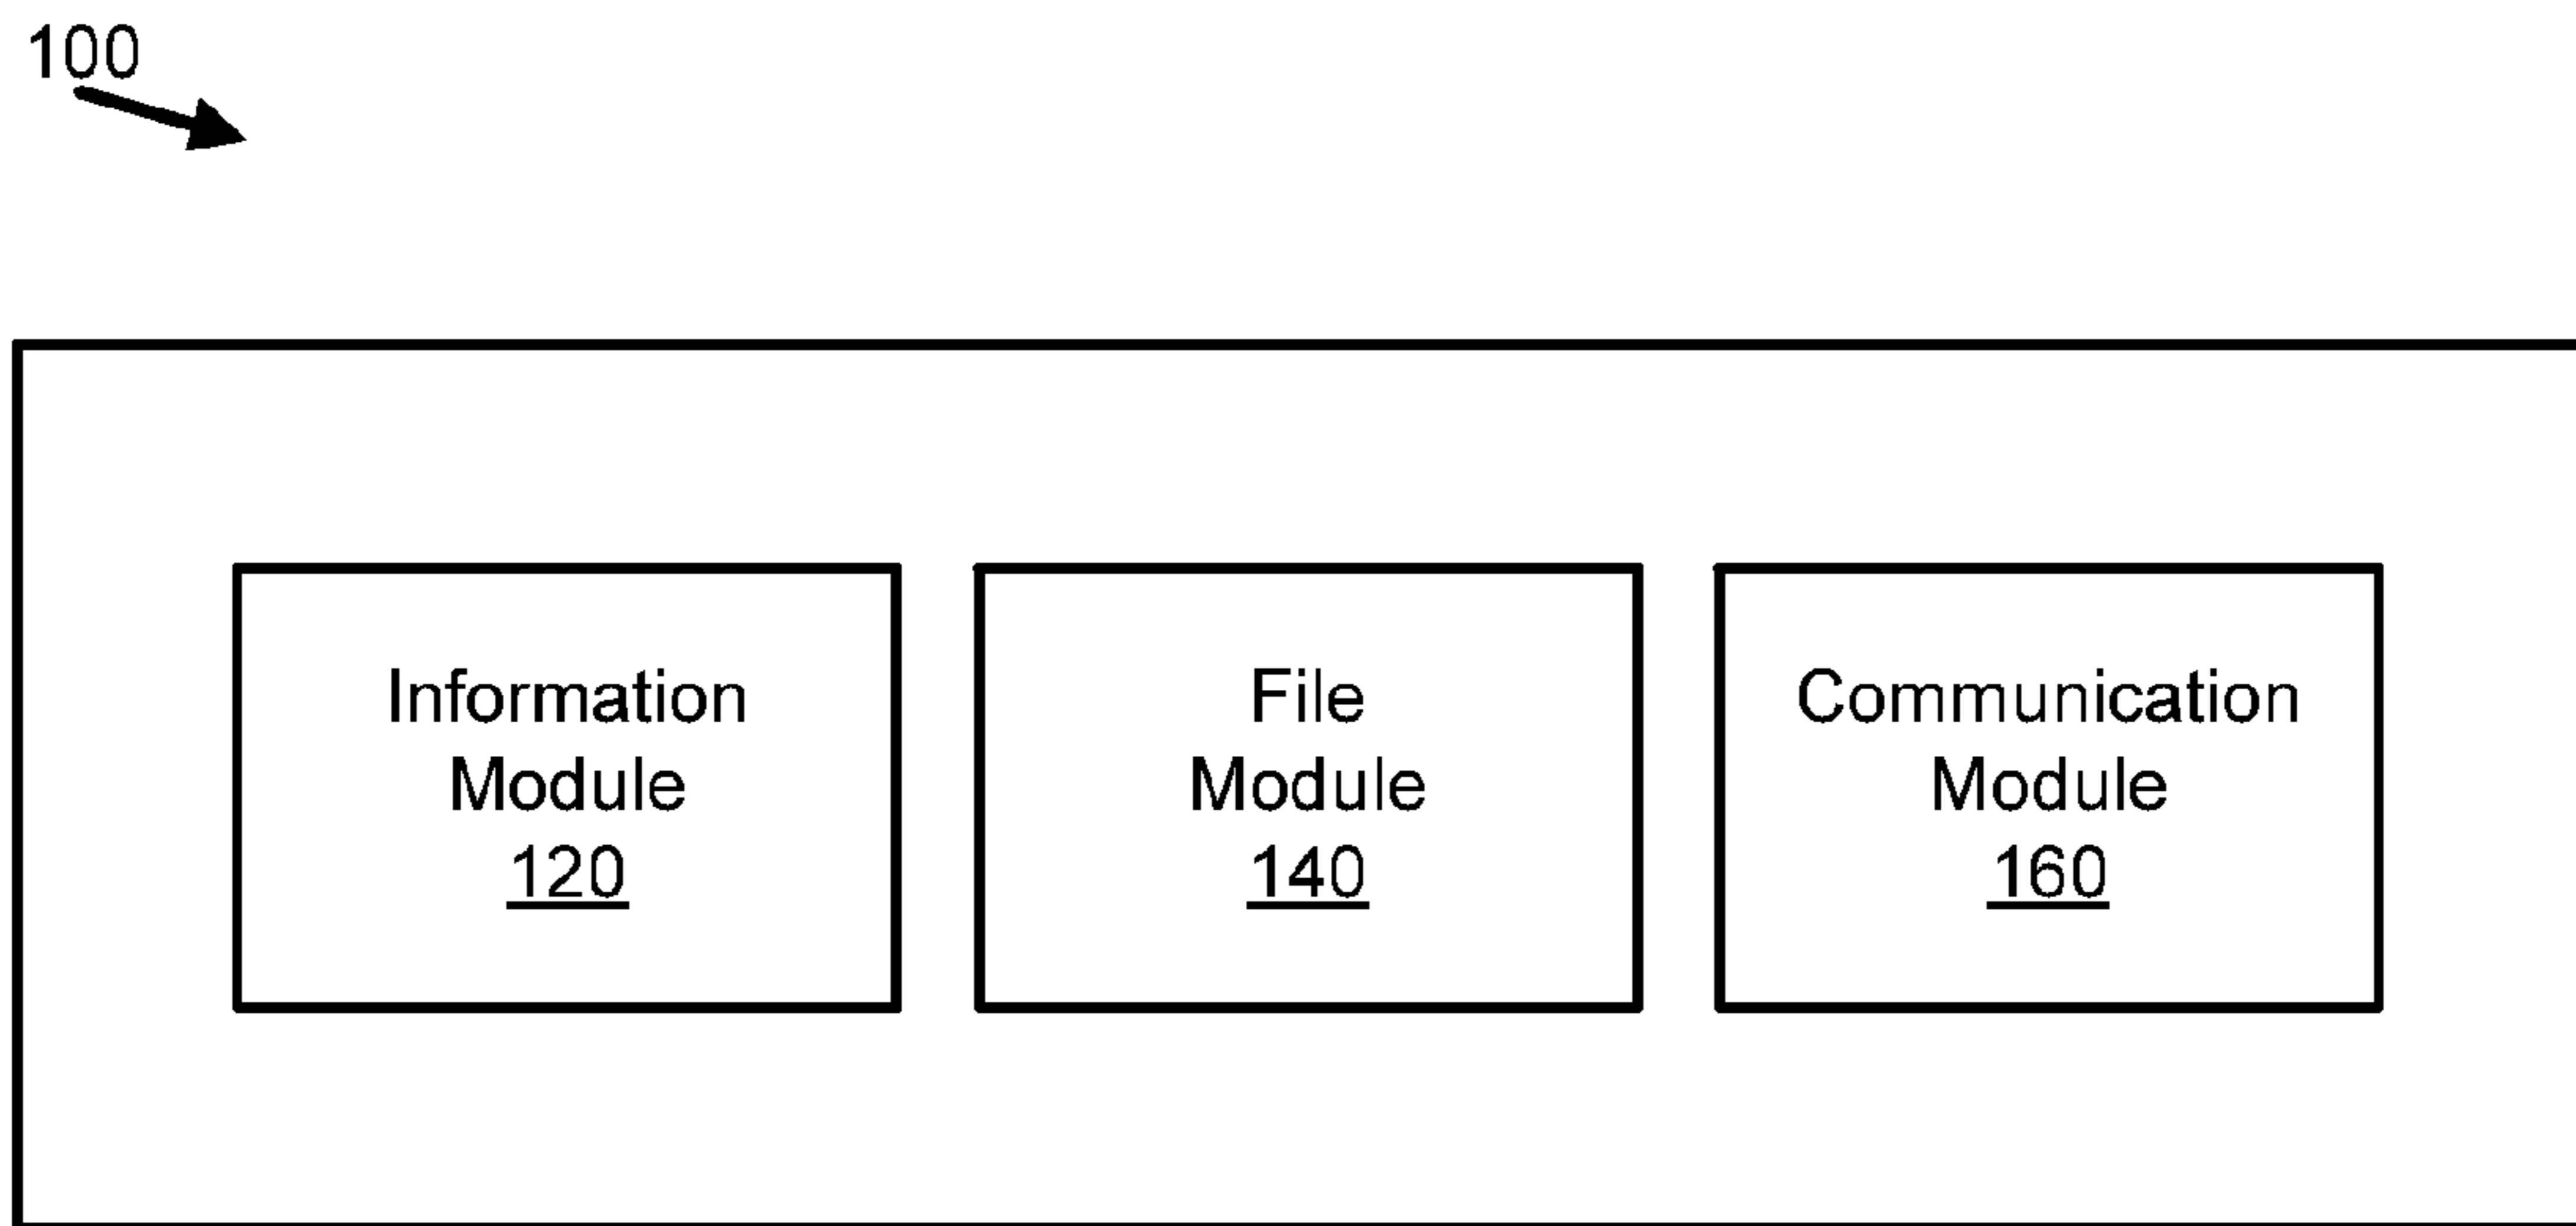 100
Information
Module
120
File
Module
140
Communication
Module
160